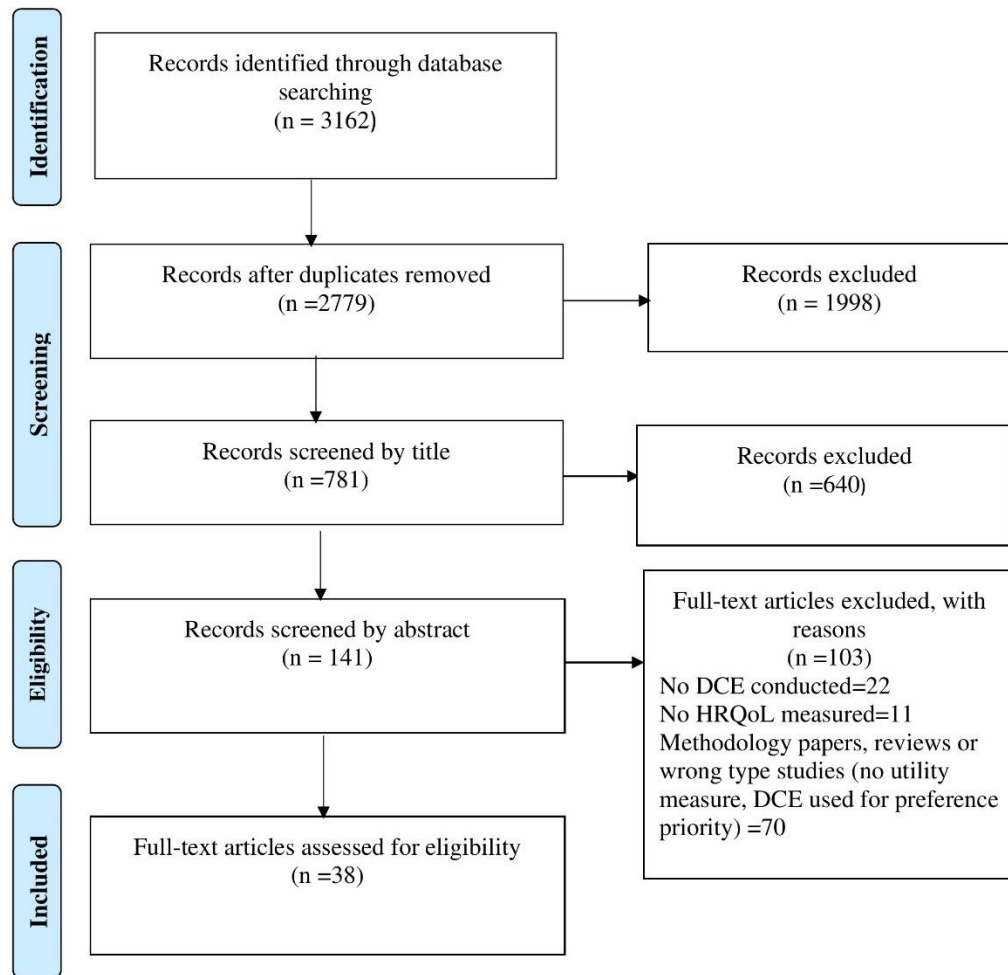 Identification
Records identified through database
searching
(n = 3162)
Screening
Records after duplicates removed
(n =2779)
Records excluded
(n = 1998)
Records screened by title
(n =781)
Records excluded
(n =640)
Eligibility
Records screened by abstract
(n = 141)
Full-text articles excluded, with
reasons
(n =103)
No DCE conducted=22
No HRQoL measured=11
Methodology papers, reviews or
wrong type studies (no utility
measure, DCE used for preference
priority) =70
Included
Full-text articles assessed for eligibility
(n =38)